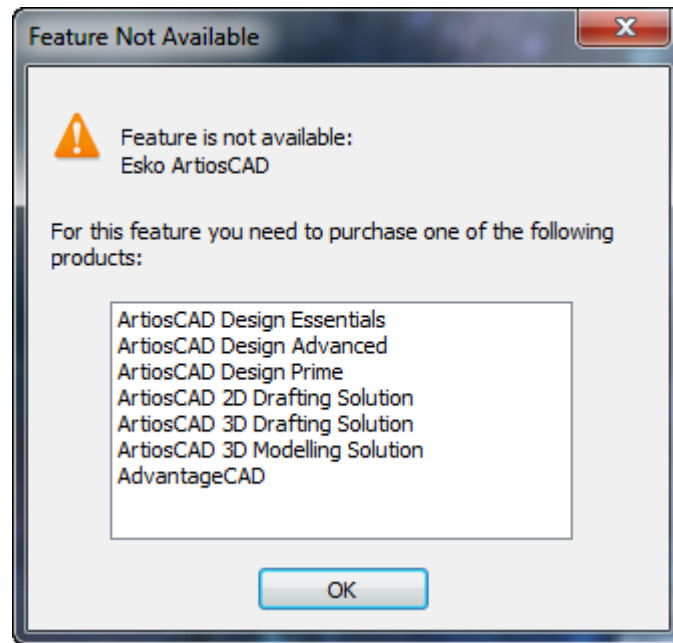 Feature Not Available
Feature is not available:
Esko ArtiosCAD
For this feature you need to purchase one of the following
products:
ArtiosCAD Design Essentials
ArtiosCAD Design Advanced
ArtiosCAD Design Prime
ArtiosCAD 2D Drafting Solution
ArtiosCAD 3D Drafting Solution
ArtiosCAD 3D Modelling Solution
AdvantageCAD
OK